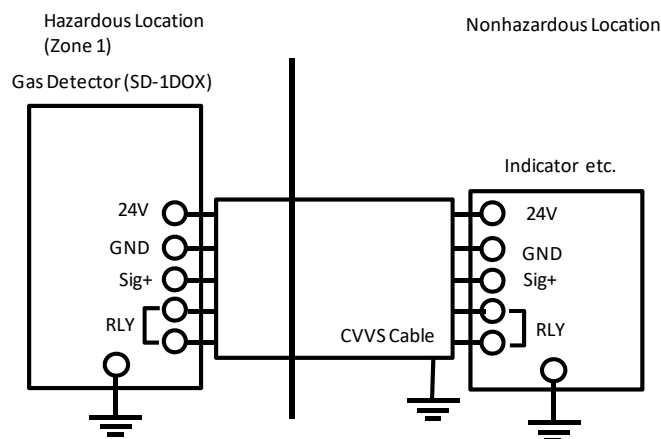 Hazardous Location
(Zone 1)
Nonhazardous Location
Gas Detector (SD-1DOX)
Indicator etc.
24V
GND
Sig+
RLY
CVVS Cable
24V
GND
Sig+
RLY